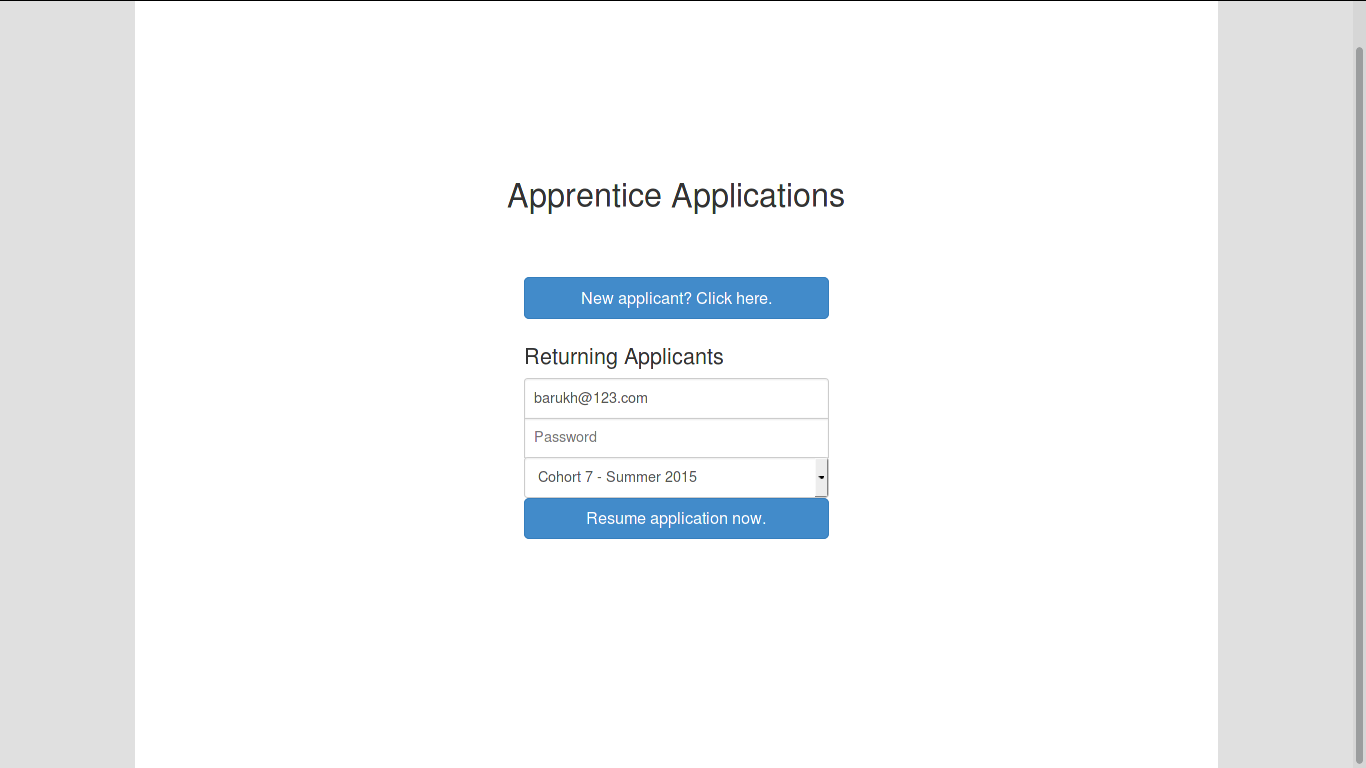 Apprentice Applications
New applicant? Click here.
Returning Applicants
barukh@123.com
Password
Cohort 7 - Summer 2015
Resume application now.